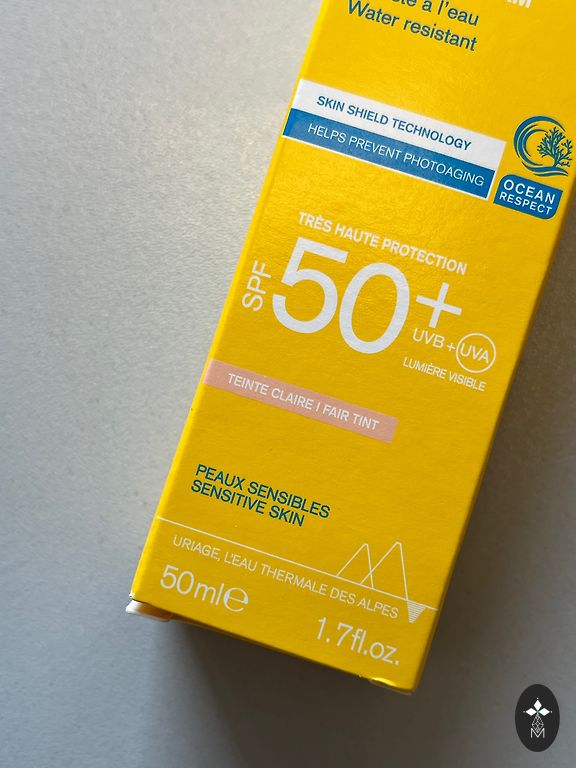 à l'eau
Water resistant
SKIN SHIELD TECHNOLOGY
HELPS PREVENT PHOTOAGING
OCEAN
RESPECT
TRÈS HAUTE PROTECTION
SPF 50+
UVB + UVA
LUMIÈRE VISIBLE
TEINTE CLAIRE I FAIR TINT
PEAUX SENSIBLES
SENSITIVE SKIN
URIAGE, L'EAU THERMALE DES ALPES
50ml℮
1.7fl.oz.
M